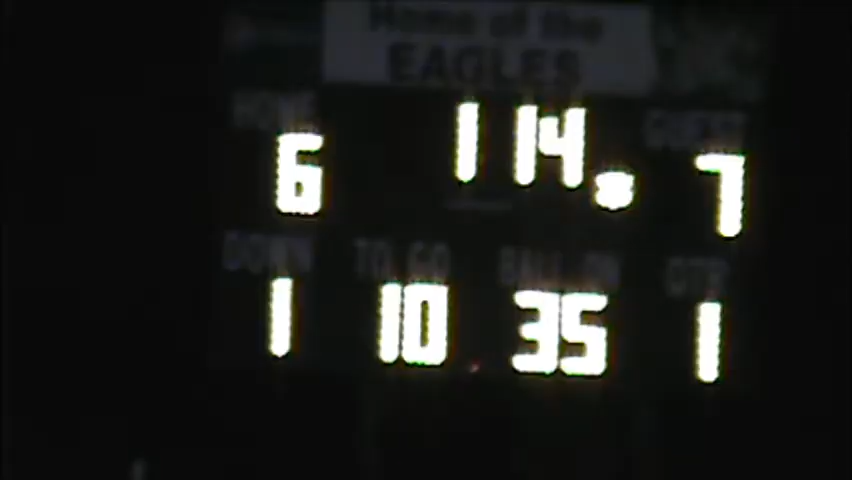 Home of the
EAGLES
HOME 1 14 GUEST
6 7
DOWN TO GO BALL ON QTR
1 10 35 1